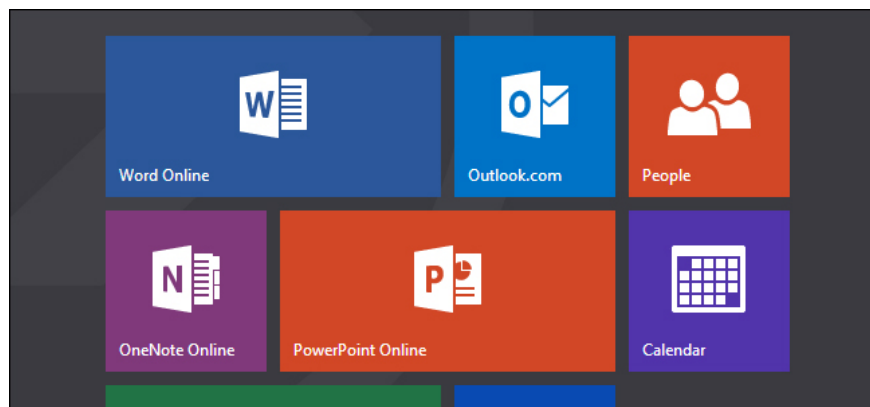 W
Word Online
O
Outlook.com
People
N
OneNote Online
P
PowerPoint Online
Calendar